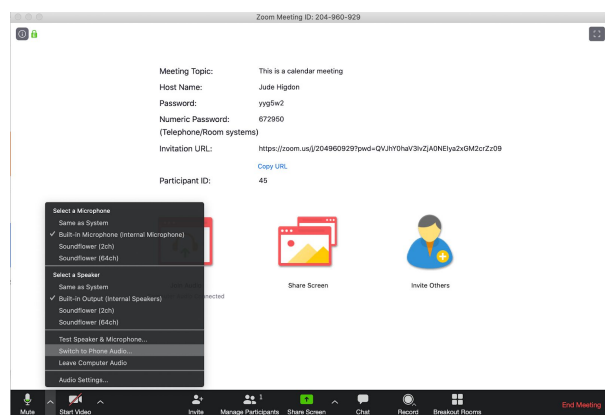 Zoom Meeting ID: 204-960-929
Meeting Topic: This is a calendar meeting
Host Name: Jude Higdon
Password: yyg5w2
Numeric Password: 672950
(Telephone/Room systems)
Invitation URL: https://zoom.us/j/204960929?pwd=QVJhY0haV3IvZjA0NEIya2xGM2crZz09
Copy URL
Participant ID: 45
Select a Microphone
Same as System
✓ Built-in Microphone (Internal Microphone)
Soundflower (2ch)
Soundflower (64ch)
Select a Speaker
Same as System
✓ Built-in Output (Internal Speakers)
Soundflower (2ch)
Soundflower (64ch)
Test Speaker & Microphone...
Switch to Phone Audio...
Leave Computer Audio
Audio Settings...
Share Screen
Invite Others
Mute
Start Video
Invite
1
Manage Participants
Share Screen
Chat
Record
Breakout Rooms
End Meeting